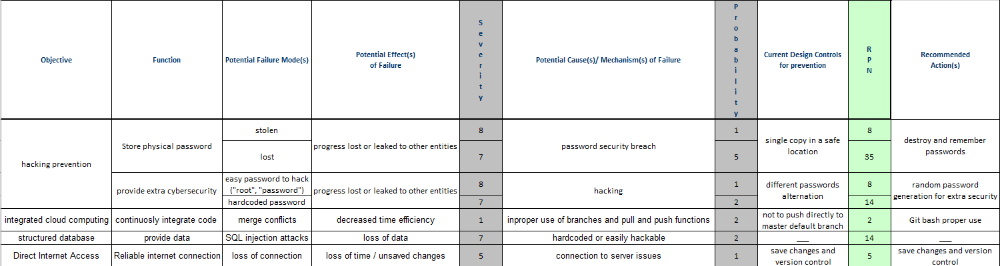 Objective
Function
Potential Failure Mode(s)
Potential Effect(s)
of Failure
Severity
Potential Cause(s)/ Mechanism(s) of Failure
Probability
Current Design Controls
for prevention
RPN
Recommended
Action(s)
hacking prevention
Store physical password
stolen
progress lost or leaked to other entities
8
password security breach
1
single copy in a safe
location
8
destroy and remember
passwords
lost
7
5
35
provide extra cybersecurity
easy password to hack
("root", "password")
progress lost or leaked to other entities
8
hacking
1
different passwords
alternation
8
random password
generation for extra security
hardcoded password
7
2
14
integrated cloud computing
continuosly integrate code
merge conflicts
decreased time efficiency
1
inproper use of branches and pull and push functions
2
not to push directly to
master default branch
2
Git bash proper use
structured database
provide data
SQL injection attacks
loss of data
7
hardcoded or easily hackable
2
___
14
___
Direct Internet Access
Reliable internet connection
loss of connection
loss of time / unsaved changes
5
connection to server issues
1
save changes and
version control
5
save changes and version
control